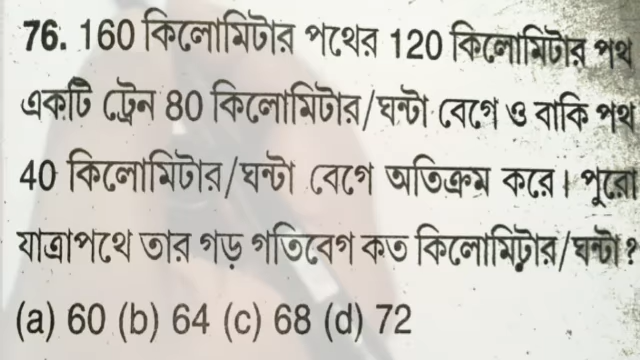 76. 160 কিলোমিটার পথের 120 কিলোমিটার পথ
একটি ট্রেন 80 কিলোমিটার/ঘন্টা বেগে ও বাকি পথ
40 কিলোমিটার/ঘন্টা বেগে অতিক্রম করে। পুরো
যাত্রাপথে তার গড় গতিবেগ কত কিলোমিটার/ঘন্টা?
(a) 60 (b) 64 (c) 68 (d) 72